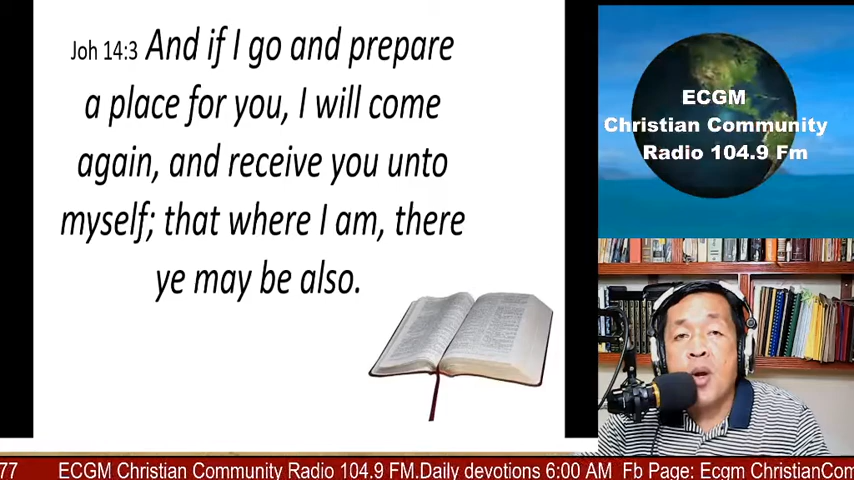 Joh 14:3 And if I go and prepare
a place for you, I will come
again, and receive you unto
myself; that where I am, there
ye may be also.
ECGM
Christian Community
Radio 104.9 Fm
77 ECGM Christian Community Radio 104.9 FM.Daily devotions 6:00 AM Fb Page: Ecgm ChristianCom